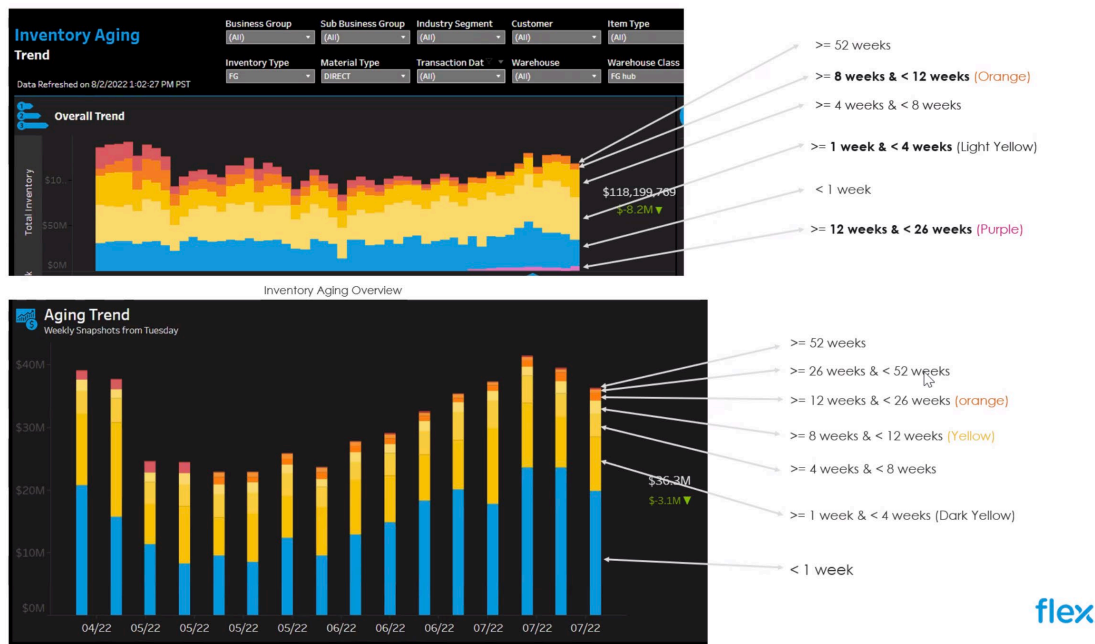 Inventory Aging
Trend
Data Refreshed on 8/2/2022 1:02:27 PM PST
Business Group
(All)
Sub Business Group
(All)
Industry Segment
(All)
Customer
(All)
Item Type
(All)
Inventory Type
FG
Material Type
DIRECT
Transaction Dat
(All)
Warehouse
(All)
Warehouse Class
FG hub
1
2
3
Overall Trend
Total Inventory
$10...
$50M
$0M
$118,199,769
$-8.2M▼
>= 52 weeks
>= 8 weeks & < 12 weeks (Orange)
>= 4 weeks & < 8 weeks
>= 1 week & < 4 weeks (Light Yellow)
< 1 week
>= 12 weeks & < 26 weeks (Purple)
Inventory Aging Overview
Aging Trend
Weekly Snapshots from Tuesday
$40M
$30M
$20M
$10M
$0M
04/22 05/22 05/22 05/22 05/22 06/22 06/22 06/22 07/22 07/22 07/22
$36.3M
$-3.1M▼
>= 52 weeks
>= 26 weeks & < 52 weeks
>= 12 weeks & < 26 weeks (orange)
>= 8 weeks & < 12 weeks (Yellow)
>= 4 weeks & < 8 weeks
>= 1 week & < 4 weeks (Dark Yellow)
< 1 week
flex